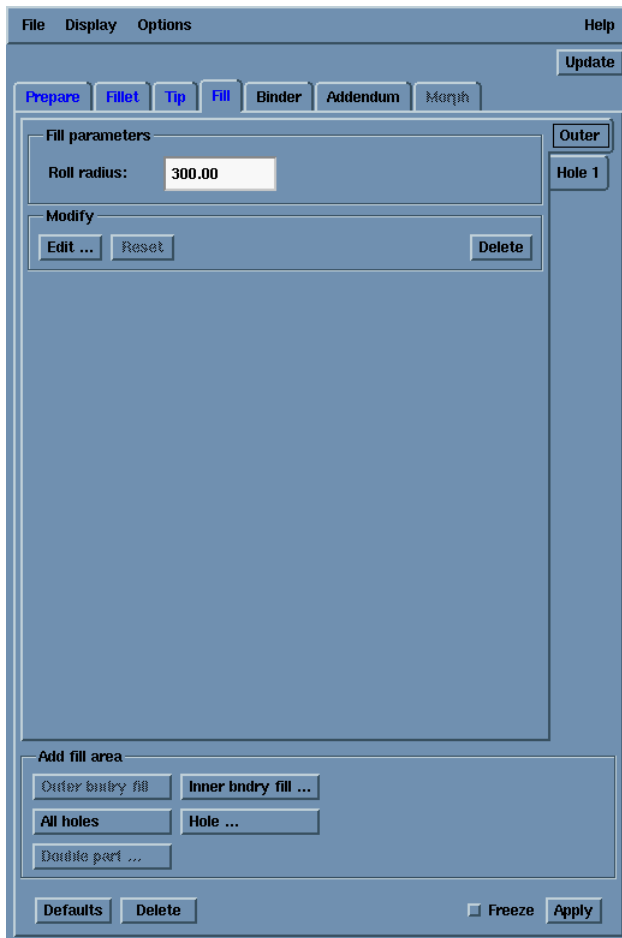 File Display Options Help
Update
Prepare Fillet Tip Fill Binder Addendum Morph
Fill parameters
Outer
Roll radius: 300.00
Hole 1
Modify
Edit ... Reset Delete
Add fill area
Outer bndry fill Inner bndry fill ...
All holes Hole ...
Double part ...
Defaults Delete Freeze Apply